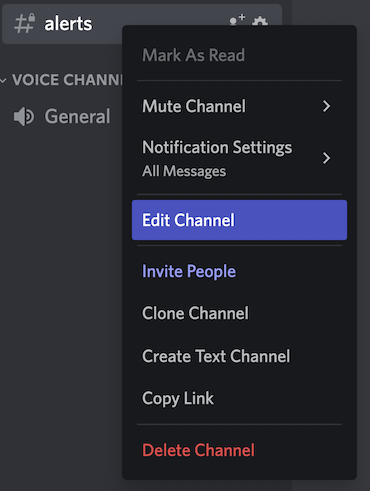 alerts
Mark As Read
VOICE CHANN
Mute Channel
General
Notification Settings
All Messages
Edit Channel
Invite People
Clone Channel
Create Text Channel
Copy Link
Delete Channel